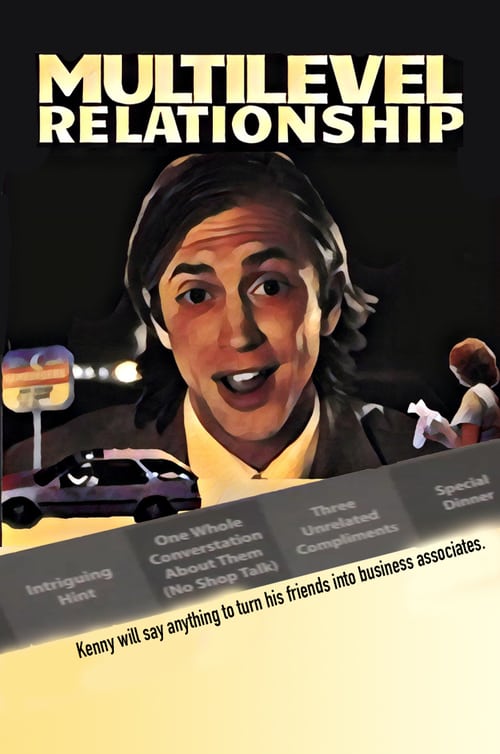 MULTILEVEL
RELATIONSHIP
Intriguing
Hint
One Whole
Converstation
About Them
(No Shop Talk)
Three
Unrelated
Compliments
Special
Dinner
Kenny will say anything to turn his friends into business associates.